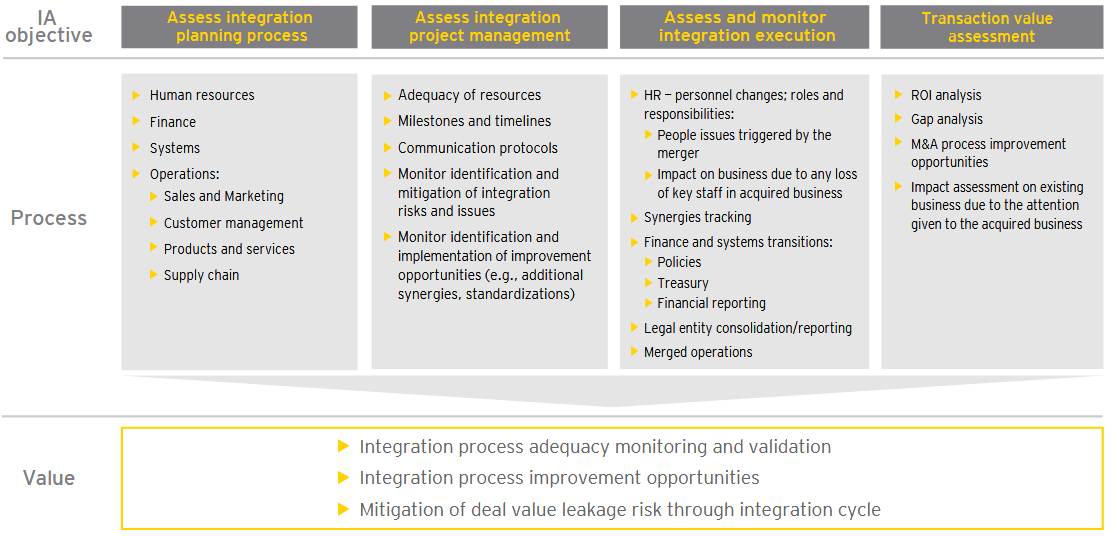 IA
objective
Assess integration
planning process
Assess integration
project management
Assess and monitor
integration execution
Transaction value
assessment
Process
Human resources
Finance
Systems
Operations:
Sales and Marketing
Customer management
Products and services
Supply chain
Adequacy of resources
Milestones and timelines
Communication protocols
Monitor identification and
mitigation of integration
risks and issues
Monitor identification and
implementation of improvement
opportunities (e.g., additional
synergies, standardizations)
HR – personnel changes; roles and
responsibilities:
People issues triggered by the
merger
Impact on business due to any loss
of key staff in acquired business
Synergies tracking
Finance and systems transitions:
Policies
Treasury
Financial reporting
Legal entity consolidation/reporting
Merged operations
ROI analysis
Gap analysis
M&A process improvement
opportunities
Impact assessment on existing
business due to the attention
given to the acquired business
Value
Integration process adequacy monitoring and validation
Integration process improvement opportunities
Mitigation of deal value leakage risk through integration cycle